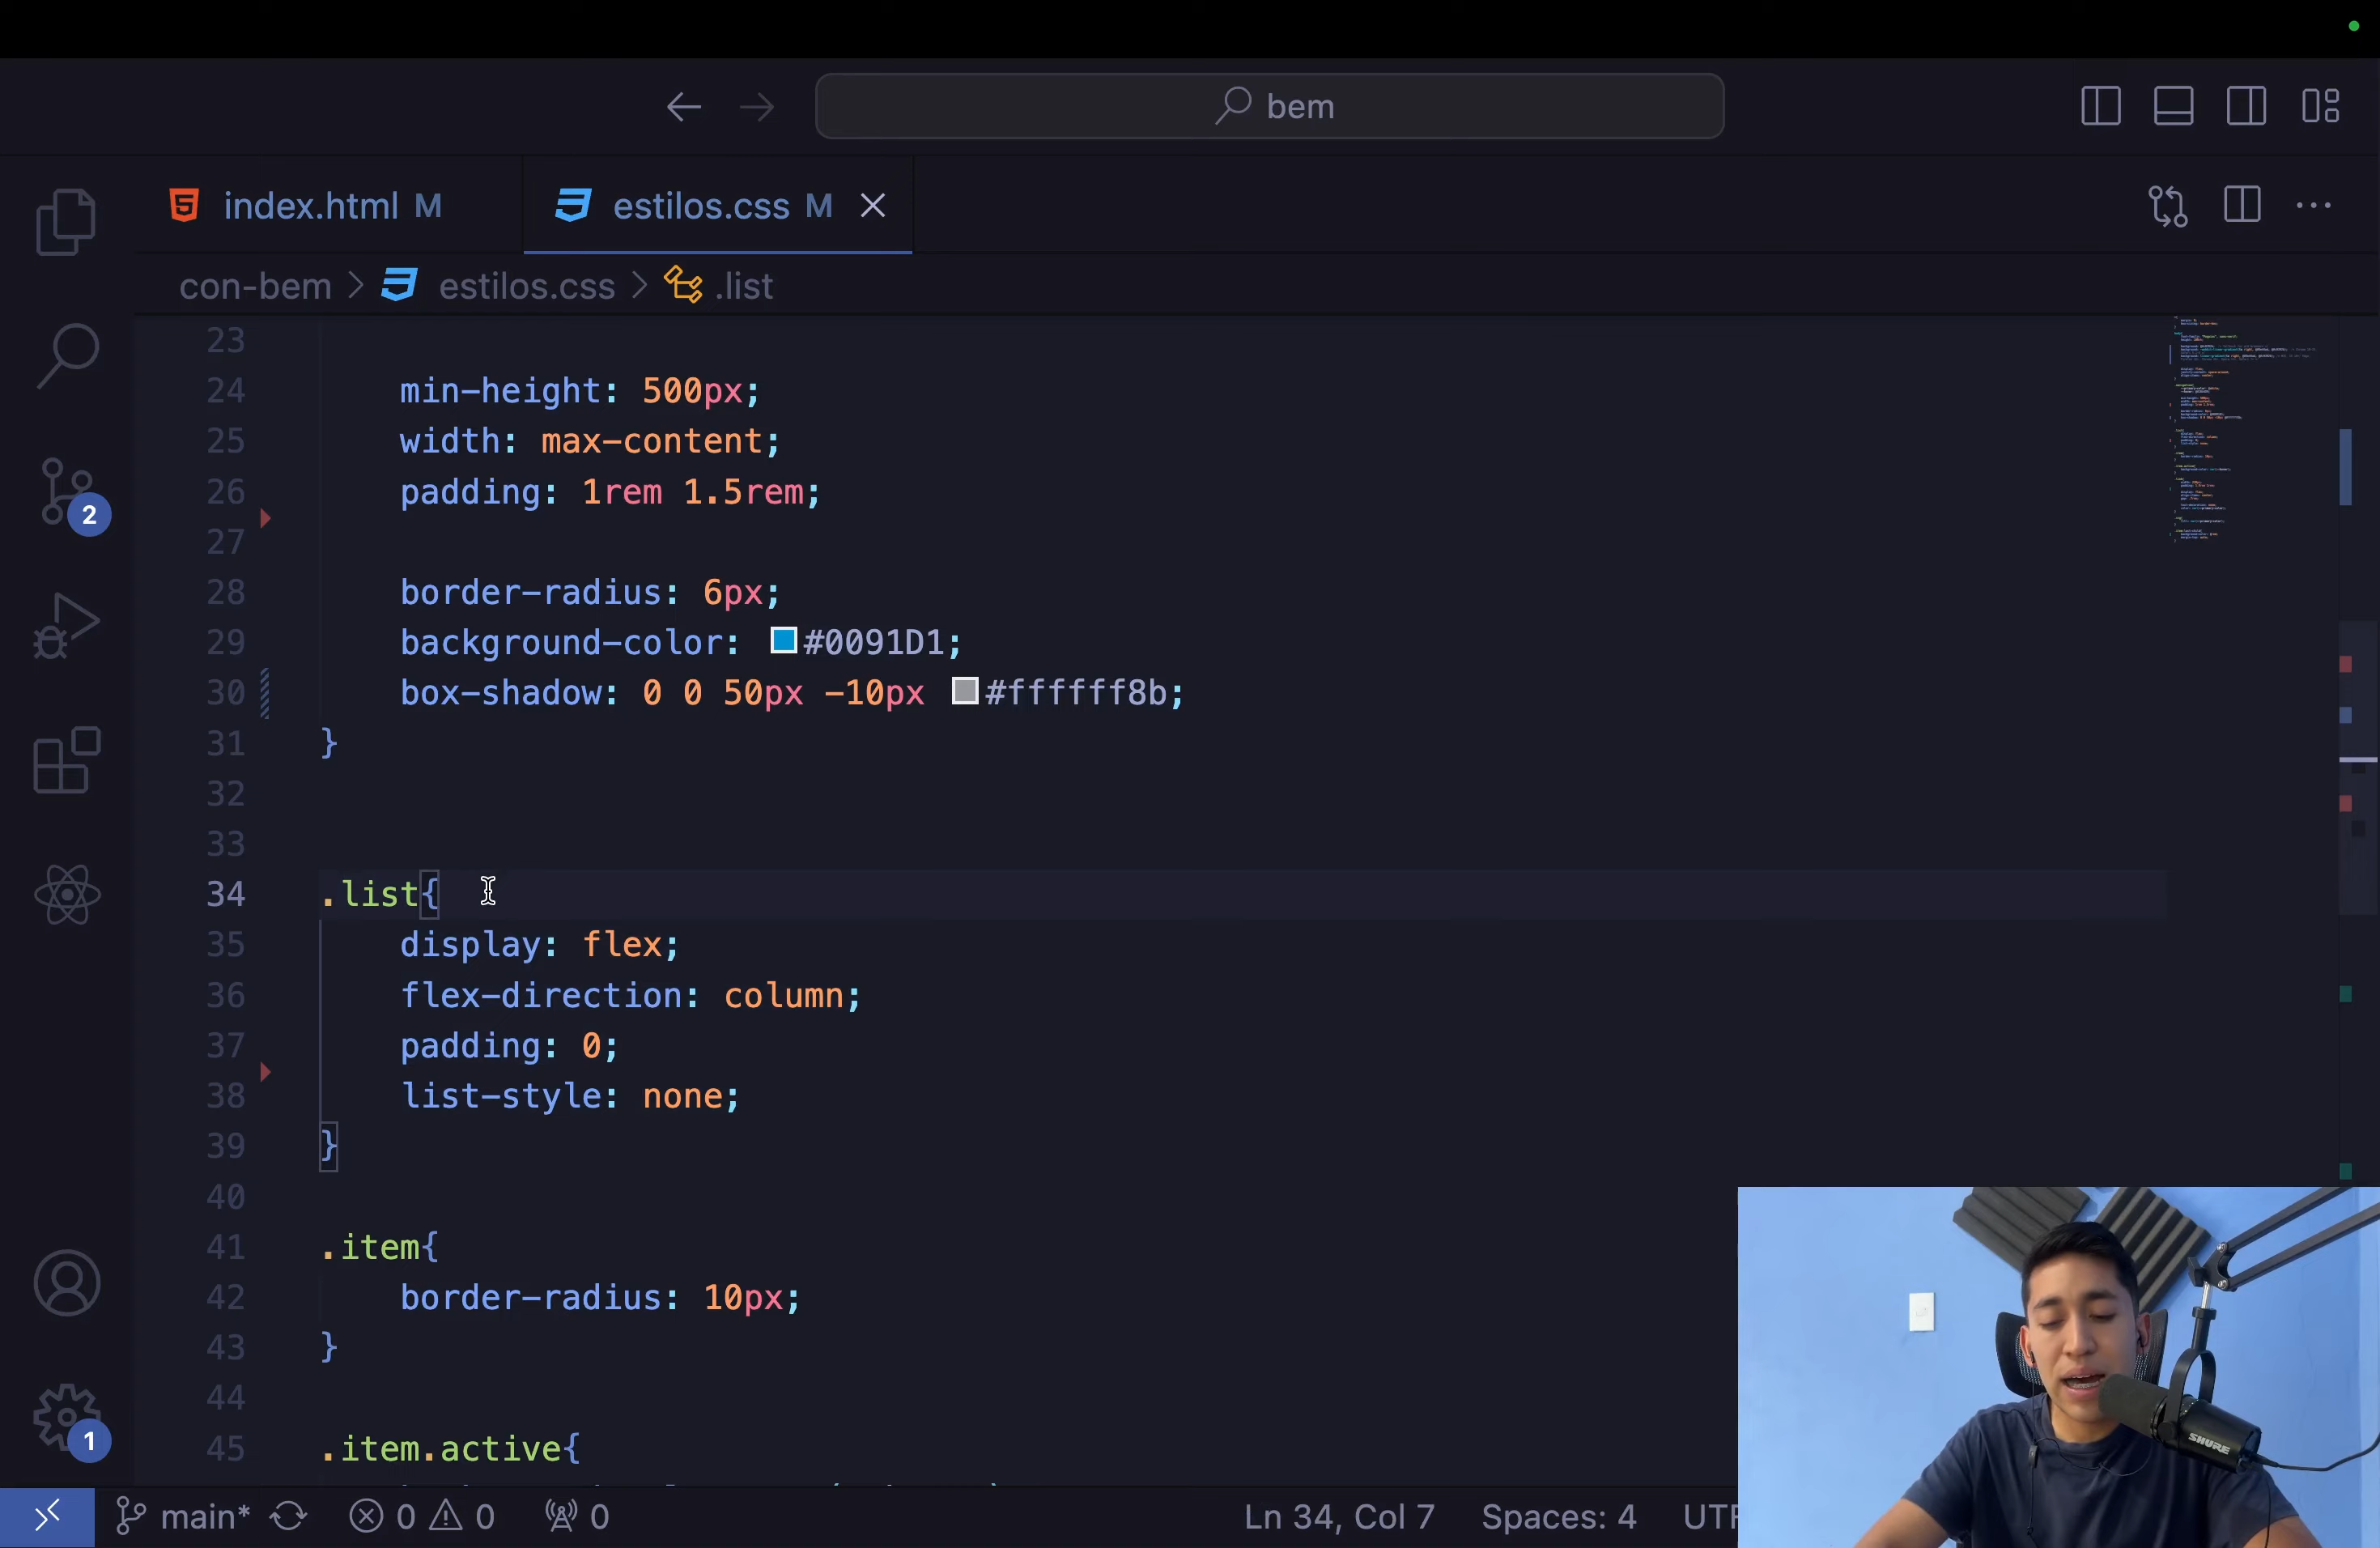 bem
index.html M
estilos.css M
con-bem > estilos.css > .list
23
24 min-height: 500px;
25 width: max-content;
26 padding: 1rem 1.5rem;
27
28 border-radius: 6px;
29 background-color: #0091D1;
30 box-shadow: 0 0 50px -10px #ffffff8b;
31 }
32
33
34 .list{
35 display: flex;
36 flex-direction: column;
37 padding: 0;
38 list-style: none;
39 }
40
41 .item{
42 border-radius: 10px;
43 }
44
45 .item.active{
2
1
main* 0 0 0 Ln 34, Col 7 Spaces: 4 UTF
SHURE